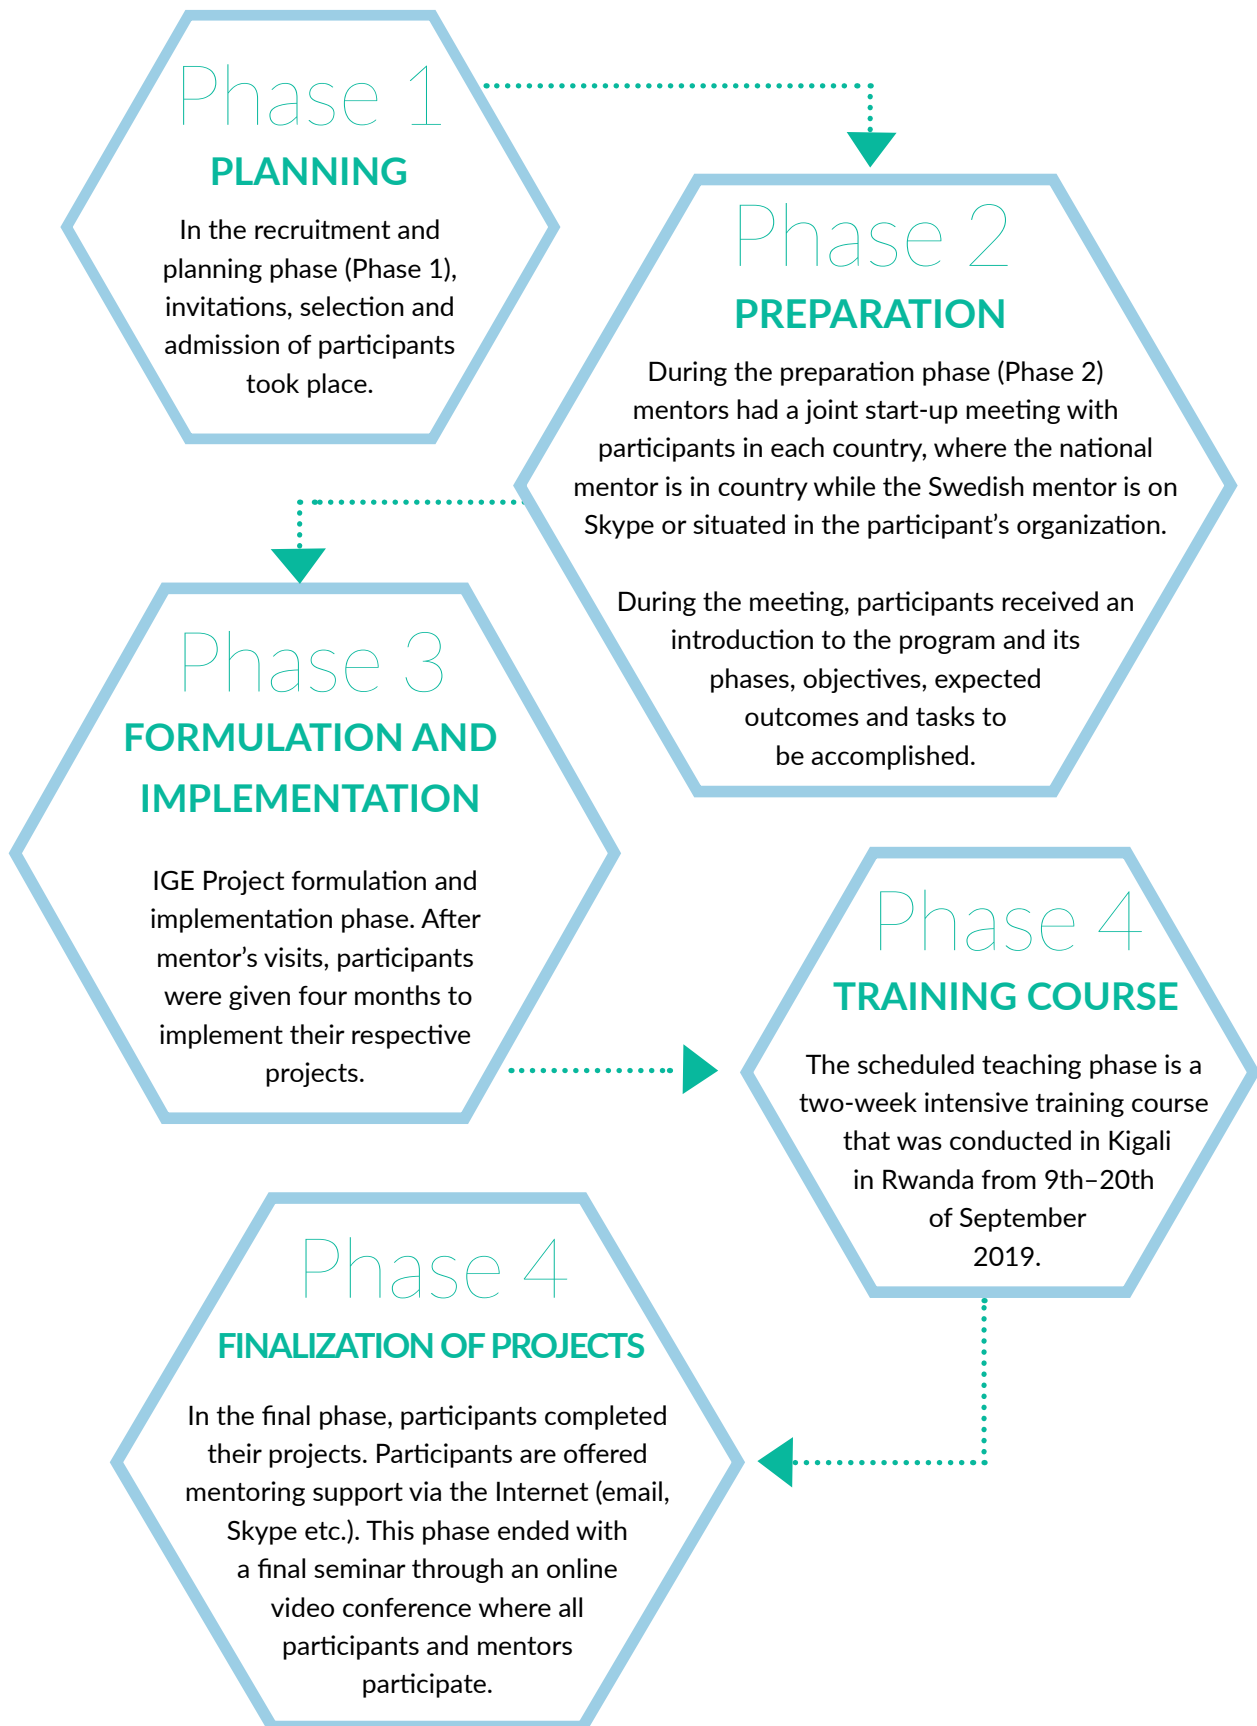 Phase 1
PLANNING
In the recruitment and
planning phase (Phase 1),
invitations, selection and
admission of participants
took place.
Phase 2
PREPARATION
During the preparation phase (Phase 2)
mentors had a joint start-up meeting with
participants in each country, where the national
mentor is in country while the Swedish mentor is on
Skype or situated in the participant’s organization.
During the meeting, participants received an
introduction to the program and its
phases, objectives, expected
outcomes and tasks to
be accomplished.
Phase 3
FORMULATION AND
IMPLEMENTATION
IGE Project formulation and
implementation phase. After
mentor’s visits, participants
were given four months to
implement their respective
projects.
Phase 4
TRAINING COURSE
The scheduled teaching phase is a
two-week intensive training course
that was conducted in Kigali
in Rwanda from 9th–20th
of September
2019.
Phase 4
FINALIZATION OF PROJECTS
In the final phase, participants completed
their projects. Participants are offered
mentoring support via the Internet (email,
Skype etc.). This phase ended with
a final seminar through an online
video conference where all
participants and mentors
participate.